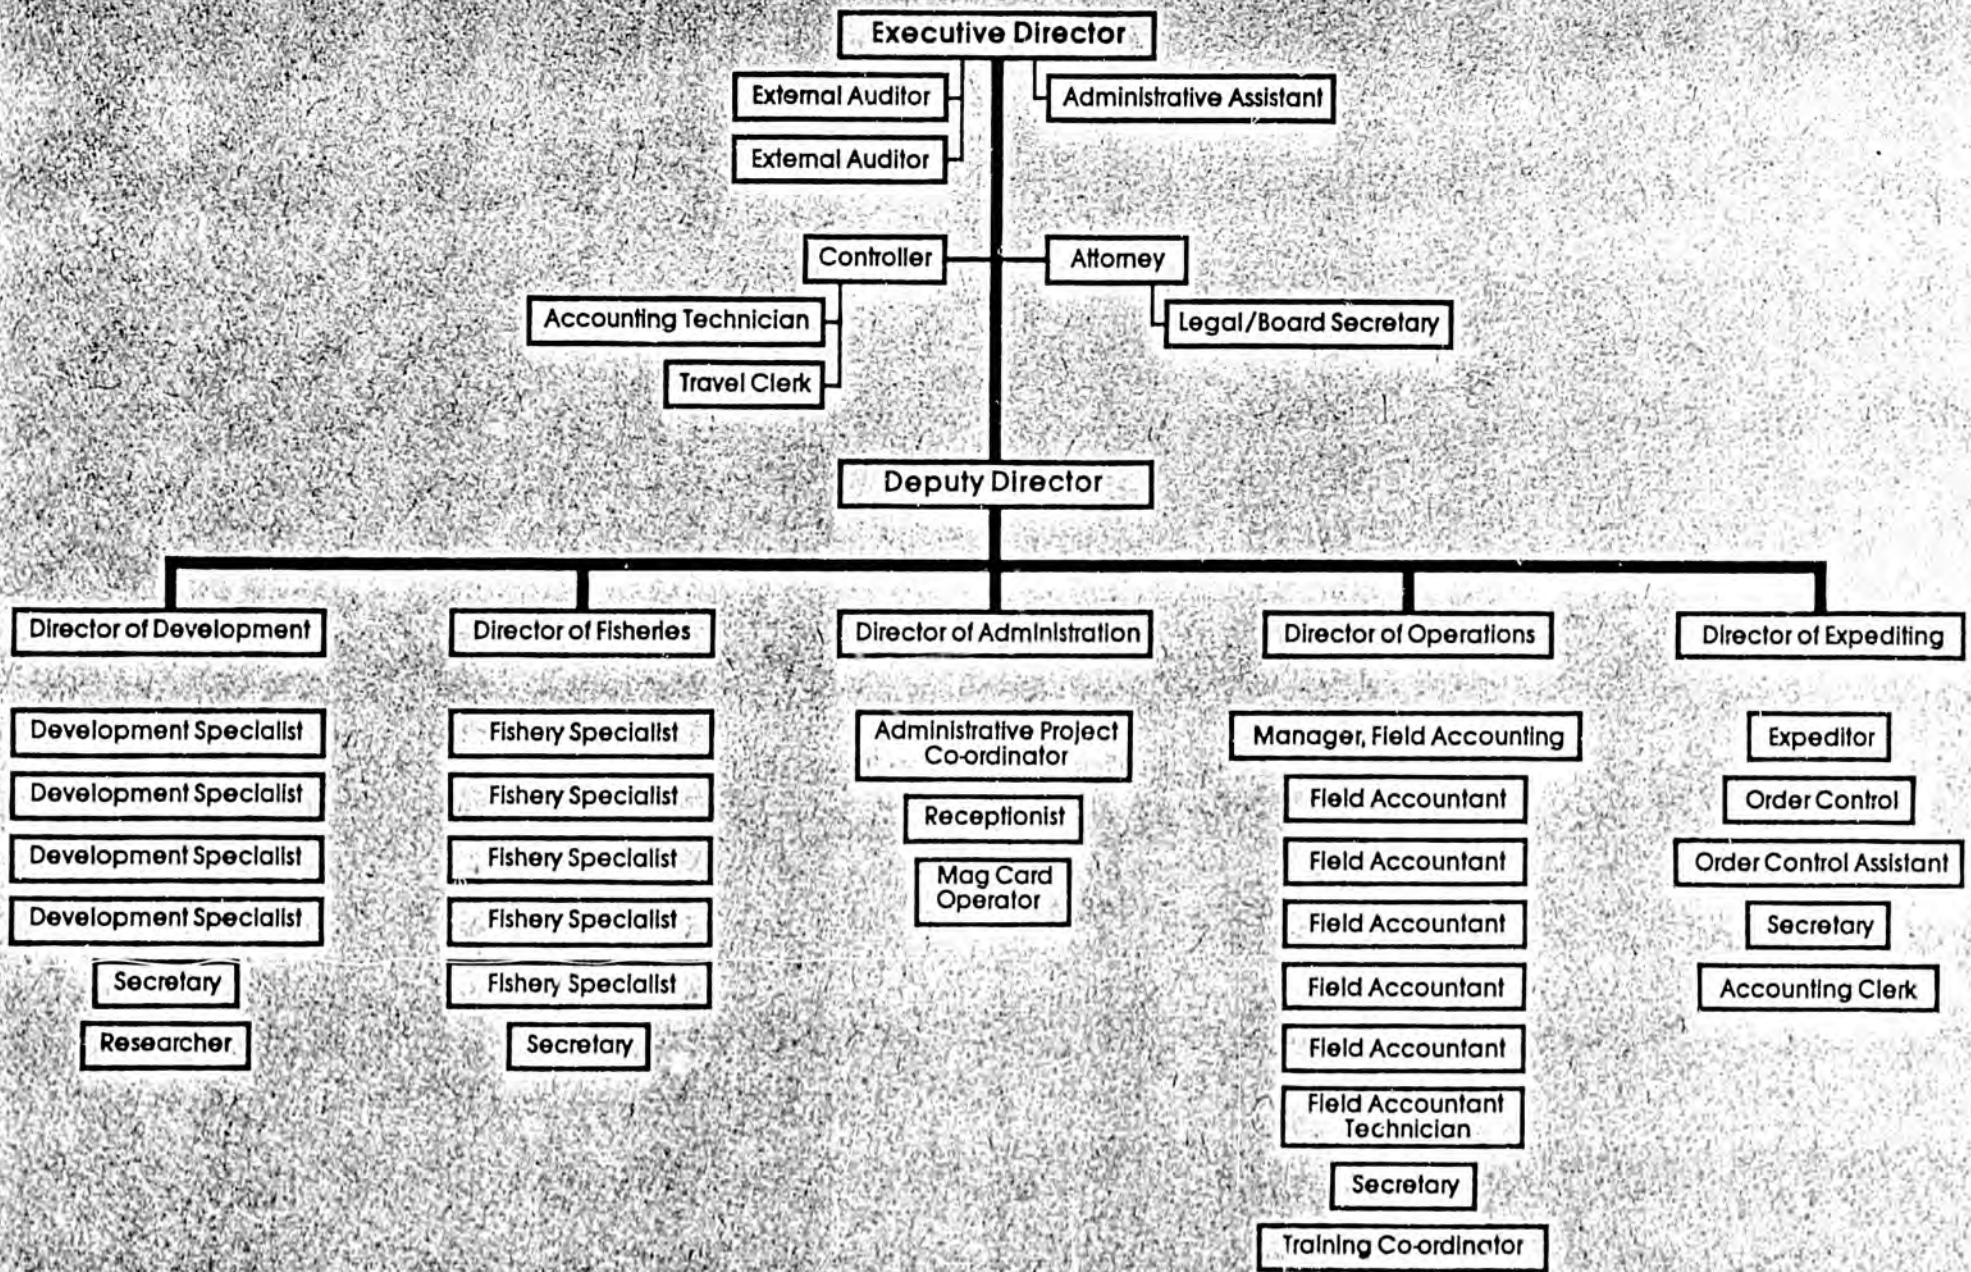 Executive Director
External Auditor
Administrative Assistant
External Auditor
Controller
Attorney
Accounting Technician
Legal/Board Secretary
Travel Clerk
Deputy Director
Director of Development
Director of Fisheries
Director of Administration
Director of Operations
Director of Expediting
Development Specialist
Development Specialist
Development Specialist
Development Specialist
Secretary
Researcher
Fishery Specialist
Fishery Specialist
Fishery Specialist
Fishery Specialist
Fishery Specialist
Secretary
Administrative Project
Co-ordinator
Receptionist
Mag Card
Operator
Manager, Field Accounting
Field Accountant
Field Accountant
Field Accountant
Field Accountant
Field Accountant
Field Accountant
Technician
Secretary
Training Co-ordinator
Expeditor
Order Control
Order Control Assistant
Secretary
Accounting Clerk